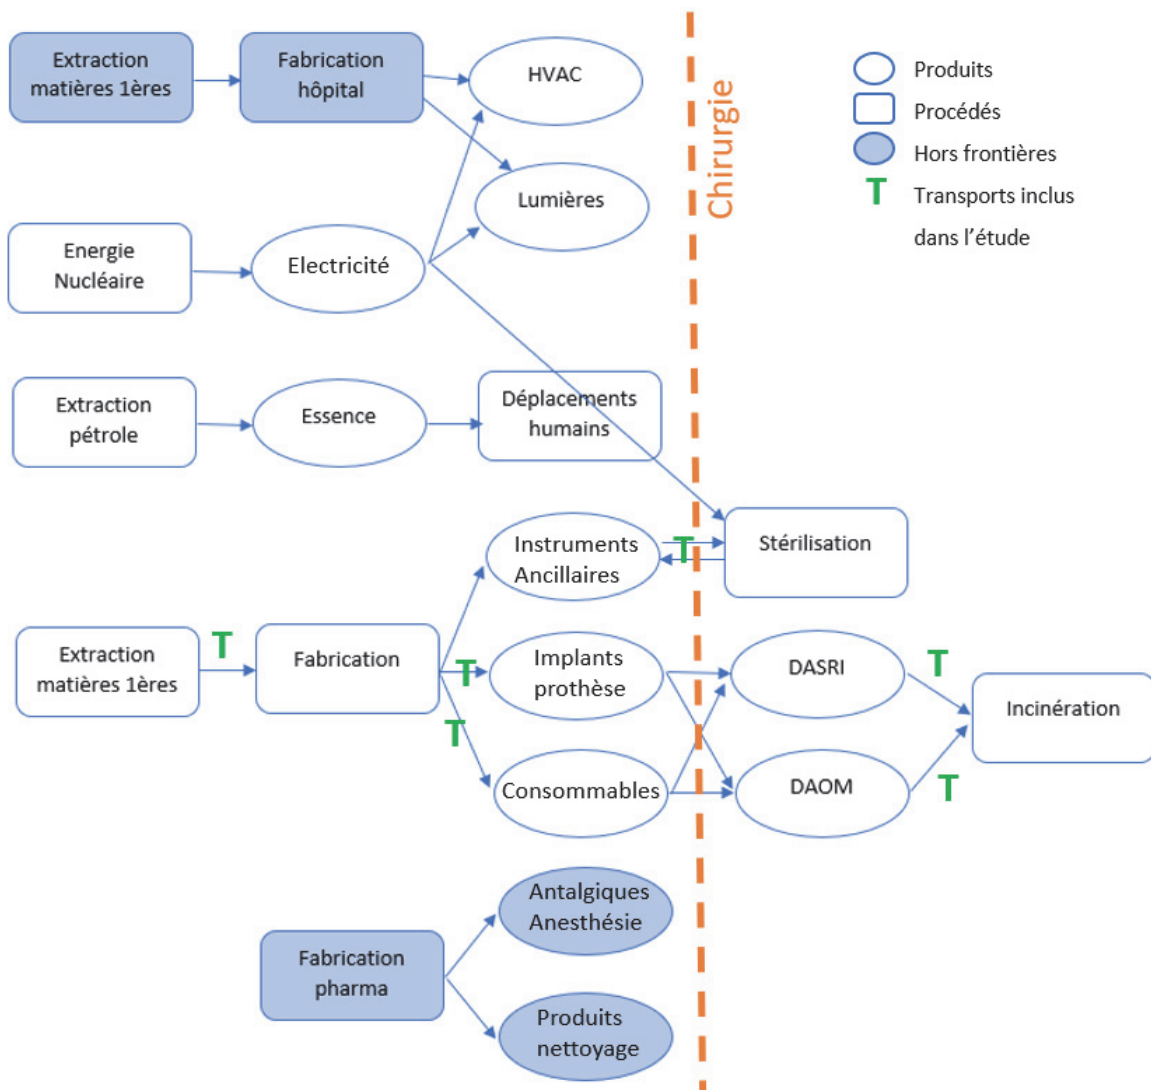 Extraction
matières 1ères
Fabrication
hôpital
HVAC
Lumières
Chirurgie
Produits
Procédés
Hors frontières
T
Transports inclus
dans l'étude
Energie
Nucléaire
Electricité
Extraction
pétrole
Essence
Déplacements
humains
Instruments
Ancillaires
T
Stérilisation
Extraction
matières 1ères
T
Fabrication
T
T
Implants
prothèse
Consommables
DASRI
DAOM
T
T
Incinération
Fabrication
pharma
Antalgiques
Anesthésie
Produits
nettoyage